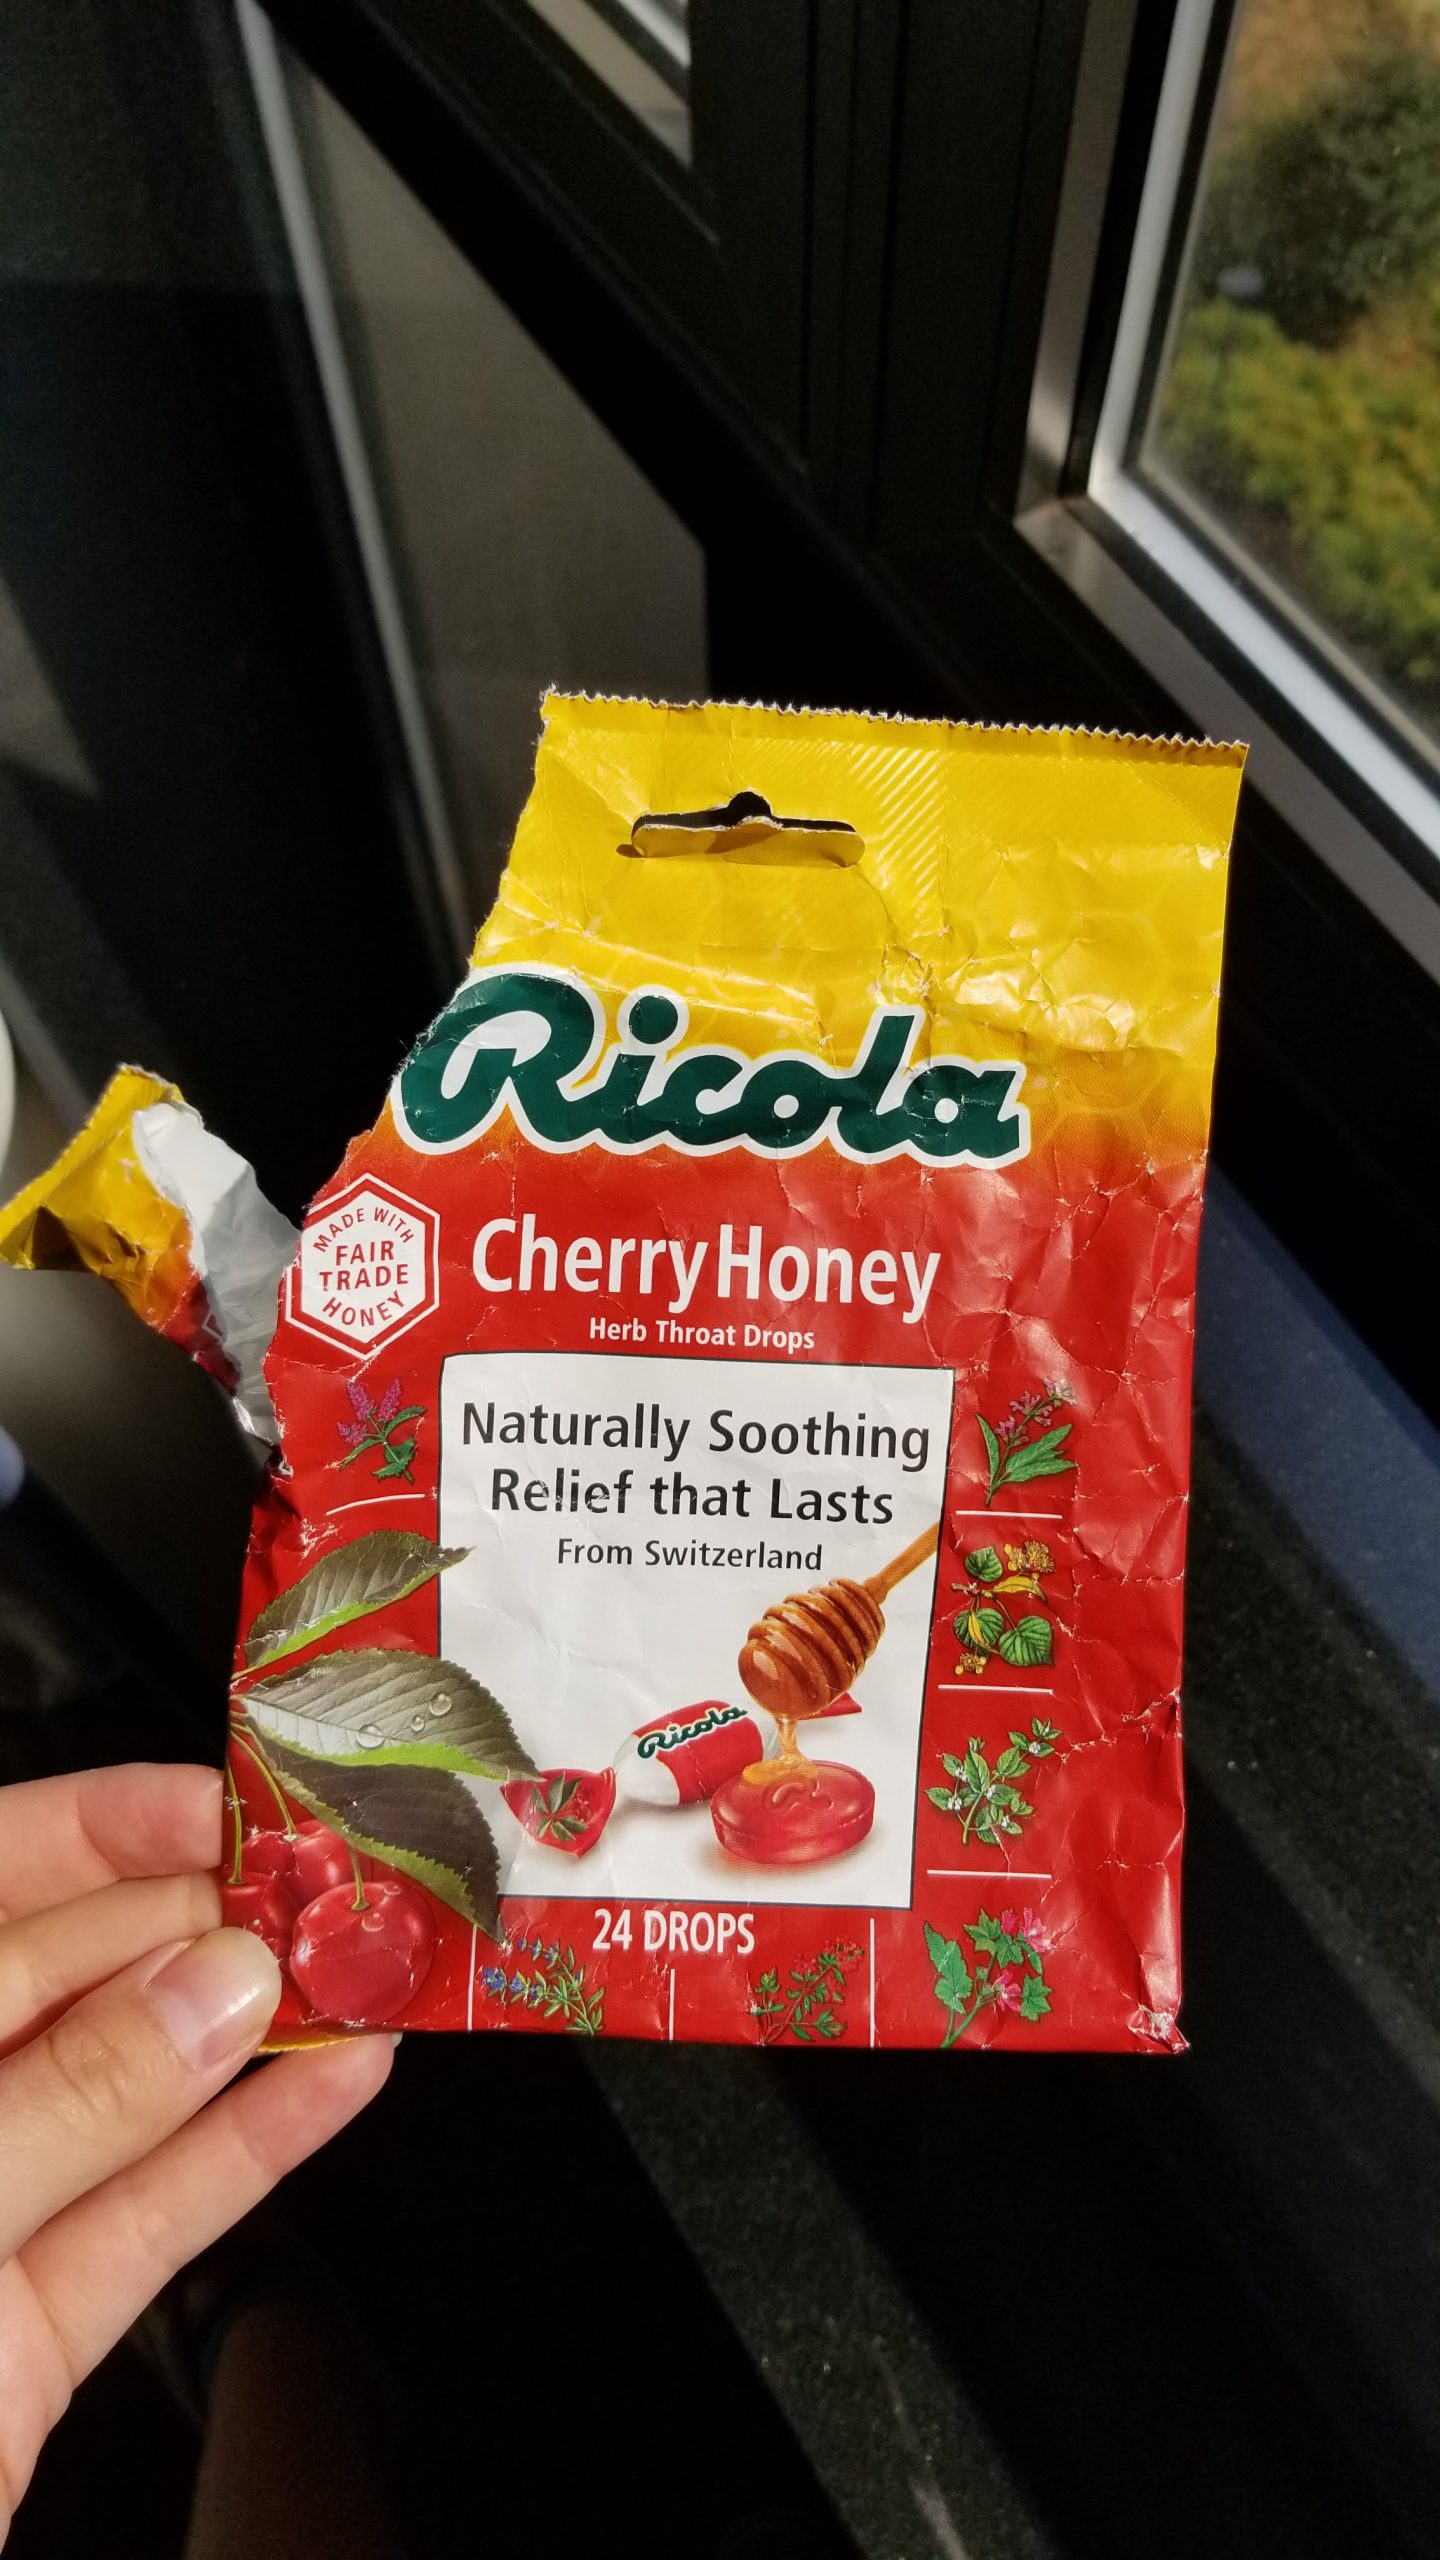 Ricola
MADE WITH
FAIR
TRADE
HONEY
Cherry Honey
Herb Throat Drops
Naturally Soothing
Relief that Lasts
From Switzerland
Ricola
24 DROPS